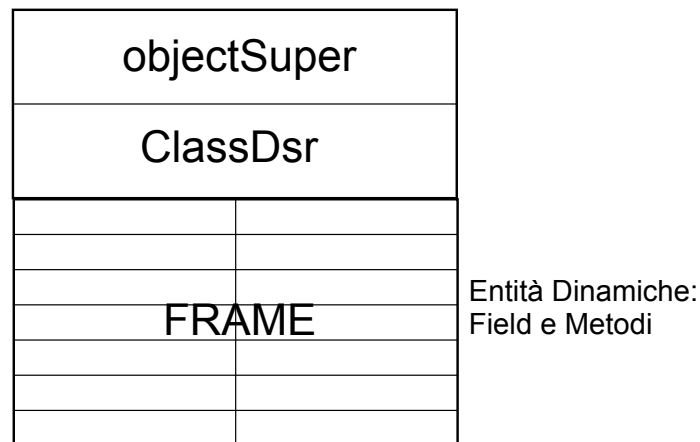 objectSuper
ClassDsr
FRAME
Entità Dinamiche:
Field e Metodi